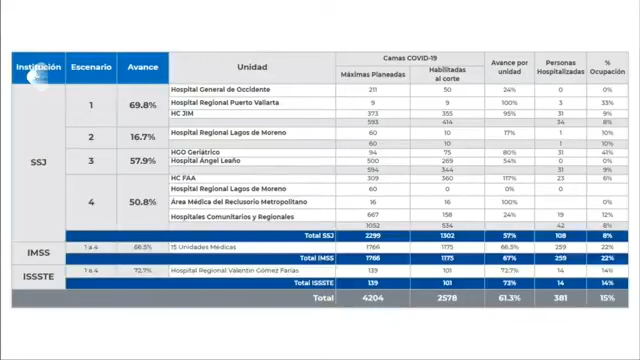 Institución Escenario Avance Unidad Camas COVID-19 Avance por unidad Personas Hospitalizadas % Ocupación
Máximas Planeadas Habilitadas al corte
SSJ
1 69.8%
Hospital General de Occidente 211 50 24% 0 0%
Hospital Regional Puerto Vallarta 9 9 100% 3 33%
HC JIM 373 355 95% 31 9%
593 414 34 8%
2 16.7%
Hospital Regional Lagos de Moreno 60 10 17% 1 10%
60 10 1 10%
3 57.9%
HGO Geriátrico 94 75 80% 31 41%
Hospital Ángel Leaño 500 269 54% 0 0%
594 344 31 9%
4 50.8%
HC FAA 309 360 117% 23 6%
Hospital Regional Lagos de Moreno 60 0 0% 0
Área Médica del Reclusorio Metropolitano 16 16 100% 0%
Hospitales Comunitarios y Regionales 667 158 24% 19 12%
1052 534 42 8%
Total SSJ 2299 1302 57% 108 8%
IMSS 1 a 4 66.5% 15 Unidades Médicas 1766 1175 66.5% 259 22%
Total IMSS 1766 1175 67% 259 22%
ISSSTE 1 a 4 72.7% Hospital Regional Valentín Gómez Farías 139 101 72.7% 14 14%
Total ISSSTE 139 101 73% 14 14%
Total 4204 2578 61.3% 381 15%